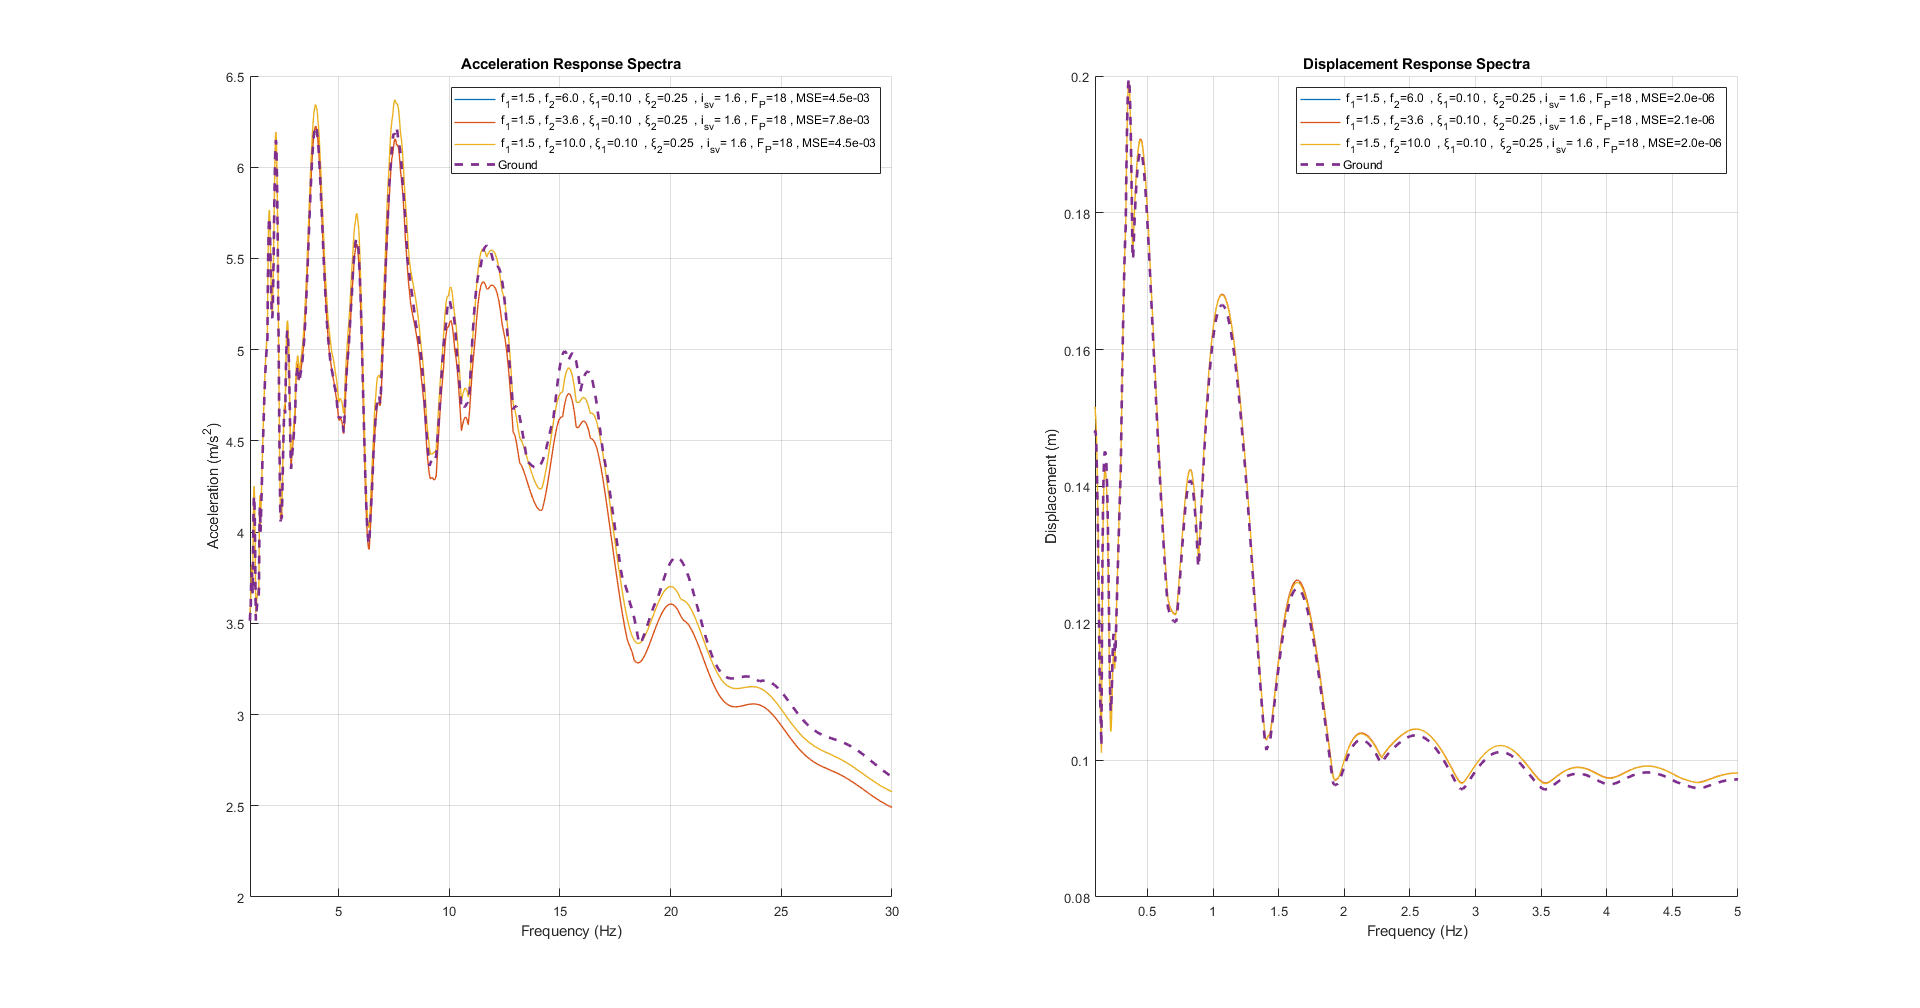 Acceleration Response Spectra
6.5
6
5.5
5
4.5
4
3.5
3
2.5
2
Acceleration (m/s2)
f1=1.5 , f2=6.0 , ξ1=0.10 , ξ2=0.25 , isv= 1.6 , FP=18 , MSE=4.5e-03
f1=1.5 , f2=3.6 , ξ1=0.10 , ξ2=0.25 , isv= 1.6 , FP=18 , MSE=7.8e-03
f1=1.5 , f2=10.0 , ξ1=0.10 , ξ2=0.25 , isv= 1.6 , FP=18 , MSE=4.5e-03
Ground
5 10 15 20 25 30
Frequency (Hz)
Displacement Response Spectra
0.2
0.18
0.16
0.14
0.12
0.1
0.08
Displacement (m)
f1=1.5 , f2=6.0 , ξ1=0.10 , ξ2=0.25 , isv= 1.6 , FP=18 , MSE=2.0e-06
f1=1.5 , f2=3.6 , ξ1=0.10 , ξ2=0.25 , isv= 1.6 , FP=18 , MSE=2.1e-06
f1=1.5 , f2=10.0 , ξ1=0.10 , ξ2=0.25 , isv= 1.6 , FP=18 , MSE=2.0e-06
Ground
0.5 1 1.5 2 2.5 3 3.5 4 4.5 5
Frequency (Hz)